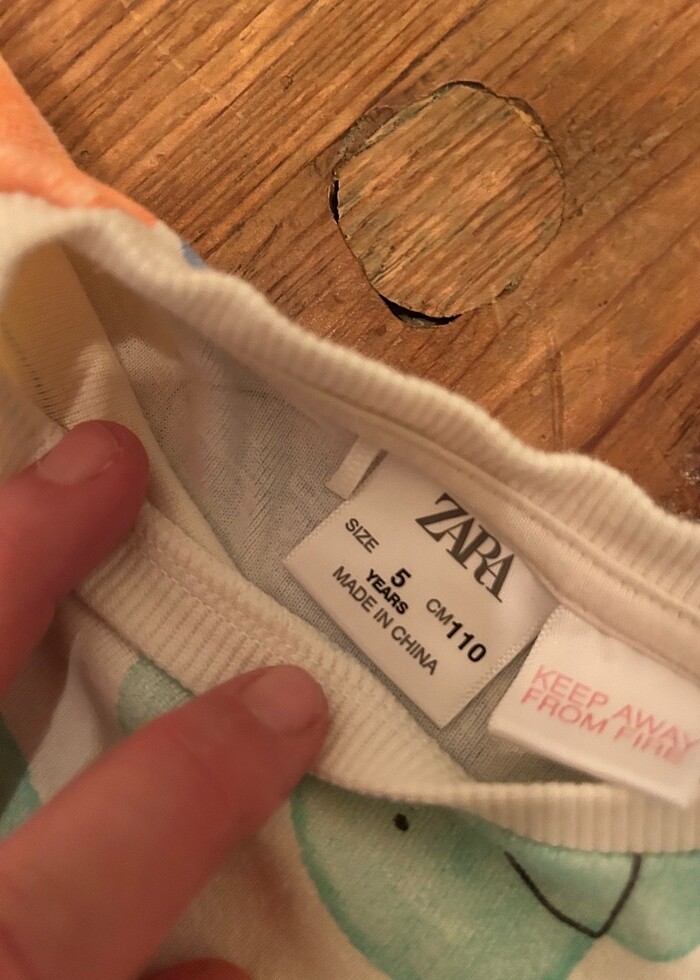 ZARA
SIZE 5 CM 110
YEARS
MADE IN CHINA
KEEP AWAY
FROM FIRE